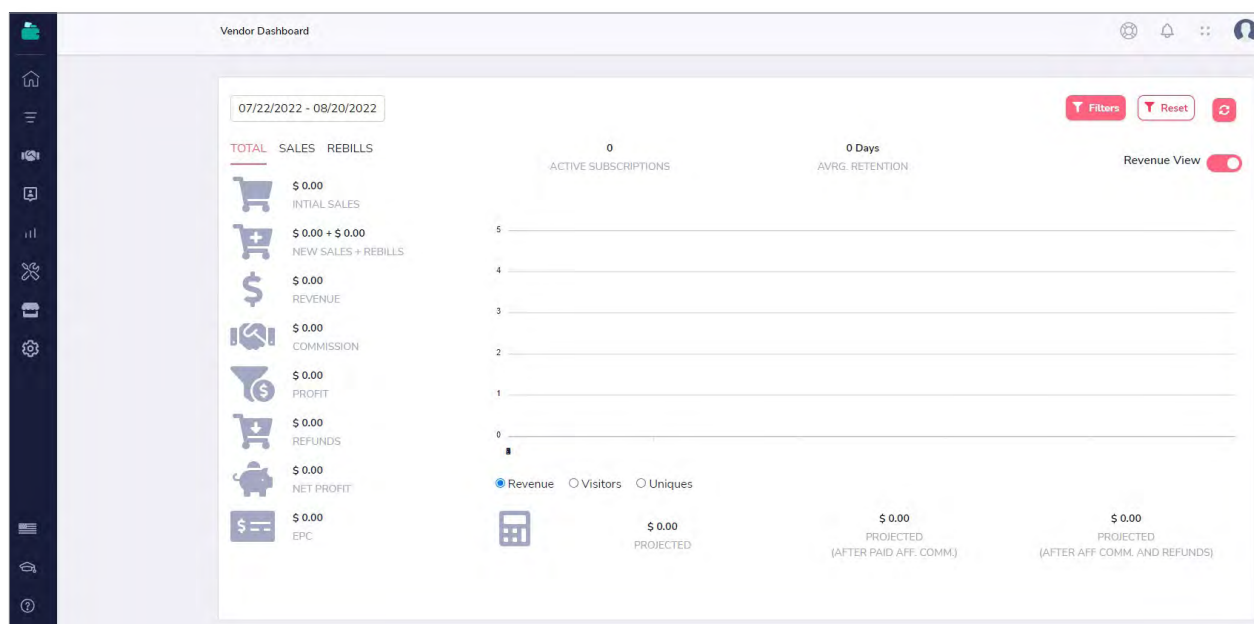 Vendor Dashboard
07/22/2022 - 08/20/2022
Filters
Reset
TOTAL SALES REBILLS
0
ACTIVE SUBSCRIPTIONS
0 Days
AVRG. RETENTION
Revenue View
$ 0.00
INTIAL SALES
$ 0.00 + $ 0.00
NEW SALES + REBILLS
$ 0.00
REVENUE
$ 0.00
COMMISSION
$ 0.00
PROFIT
$ 0.00
REFUNDS
$ 0.00
NET PROFIT
$ 0.00
EPC
5
4
3
2
1
0
Revenue Visitors Uniques
$ 0.00
PROJECTED
$ 0.00
PROJECTED
(AFTER PAID AFF. COMM.)
$ 0.00
PROJECTED
(AFTER AFF COMM. AND REFUNDS)